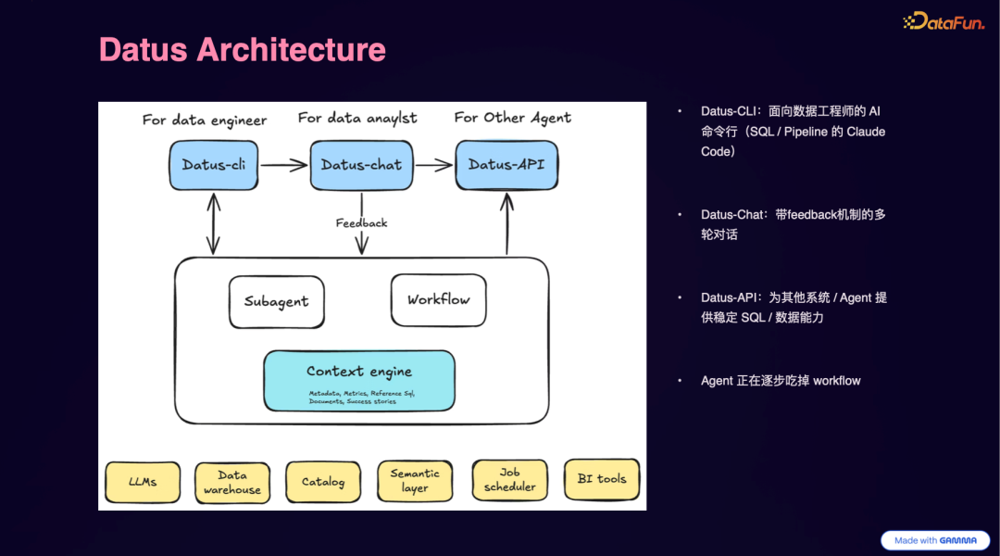 DataFun.
Datus Architecture
For data engineer
For data anaylst
For Other Agent
Datus-cli
Datus-chat
Datus-API
Feedback
Subagent
Workflow
Context engine
Metadata, Metrics, Reference Sql,
Documents, Success stories
LLMs
Data
warehouse
Catalog
Semantic
layer
Job
scheduler
BI tools
• Datus-CLI：面向数据工程师的 AI
命令行（SQL / Pipeline 的 Claude
Code）
• Datus-Chat：带feedback机制的多
轮对话
• Datus-API：为其他系统 / Agent 提
供稳定 SQL / 数据能力
• Agent 正在逐步吃掉 workflow
Made with GAMMA